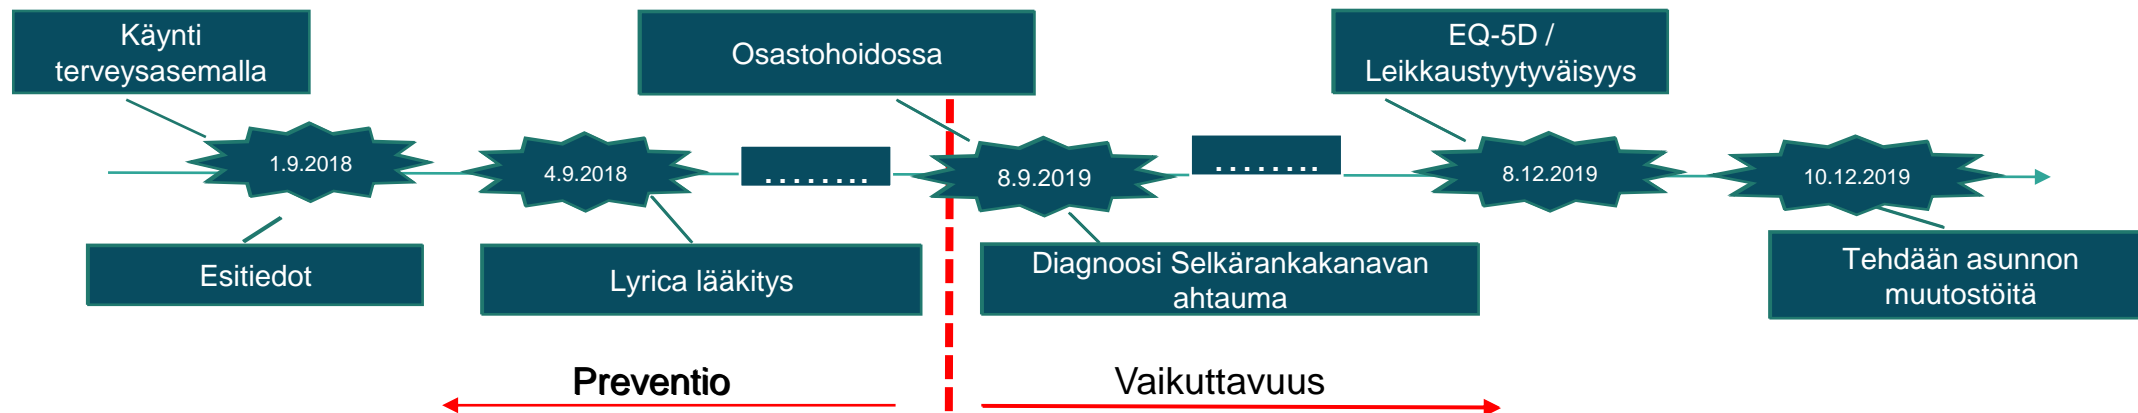 Käynti
terveysasemalla
Osastohoidossa
EQ-5D /
Leikkaustyytyväisyys
1.9.2018
4.9.2018
........
8.9.2019
........
8.12.2019
10.12.2019
Esitiedot
Lyrica lääkitys
Diagnoosi Selkärankakanavan
ahtauma
Tehdään asunnon
muutostöitä
Preventio
Vaikuttavuus